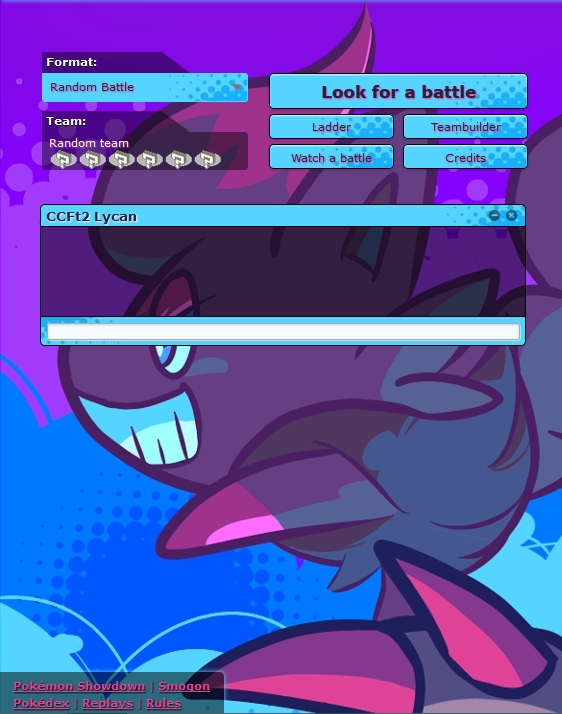 Format:
Random Battle
Team:
Random team
Look for a battle
Ladder
Teambuilder
Watch a battle
Credits
CCFt2 Lycan
Pokémon Showdown | Smogon
Pokédex | Replays | Rules